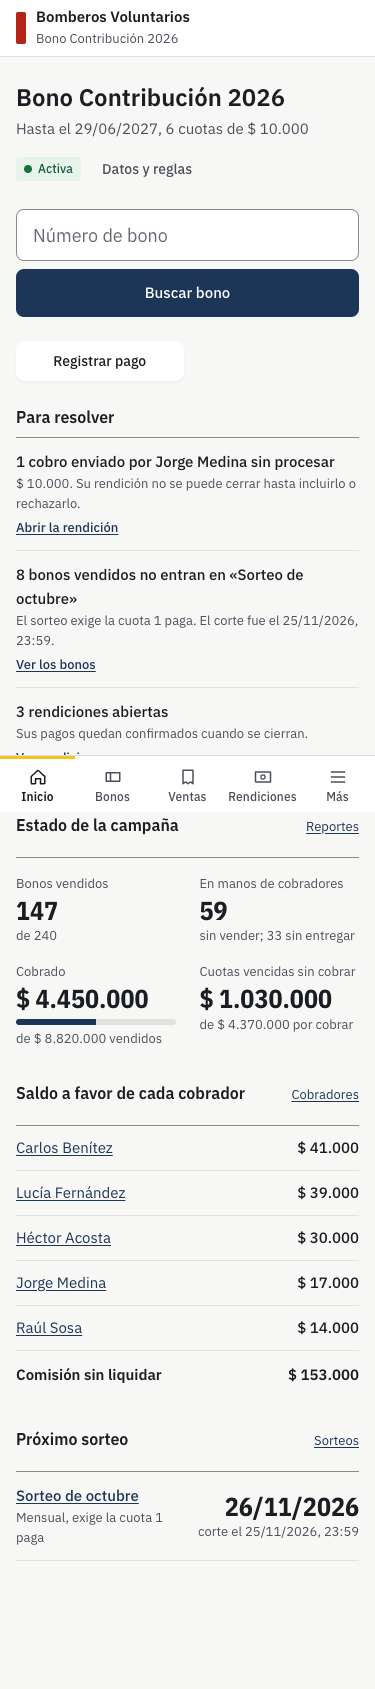 Bomberos Voluntarios
Bono Contribución 2026
Bono Contribución 2026
Hasta el 29/06/2027, 6 cuotas de $ 10.000
Activa
Datos y reglas
Número de bono
Buscar bono
Registrar pago
Para resolver
1 cobro enviado por Jorge Medina sin procesar
$ 10.000. Su rendición no se puede cerrar hasta incluirlo o
rechazarlo.
Abrir la rendición
8 bonos vendidos no entran en «Sorteo de
octubre»
El sorteo exige la cuota 1 paga. El corte fue el 25/11/2026,
23:59.
Ver los bonos
3 rendiciones abiertas
Sus pagos quedan confirmados cuando se cierran.
Inicio
Bonos
Ventas
Rendiciones
Más
Estado de la campaña
Reportes
Bonos vendidos
147
de 240
En manos de cobradores
59
sin vender; 33 sin entregar
Cobrado
$ 4.450.000
de $ 8.820.000 vendidos
Cuotas vencidas sin cobrar
$ 1.030.000
de $ 4.370.000 por cobrar
Saldo a favor de cada cobrador
Cobradores
Carlos Benítez
$ 41.000
Lucía Fernández
$ 39.000
Héctor Acosta
$ 30.000
Jorge Medina
$ 17.000
Raúl Sosa
$ 14.000
Comisión sin liquidar
$ 153.000
Próximo sorteo
Sorteos
Sorteo de octubre
Mensual, exige la cuota 1
paga
26/11/2026
corte el 25/11/2026, 23:59